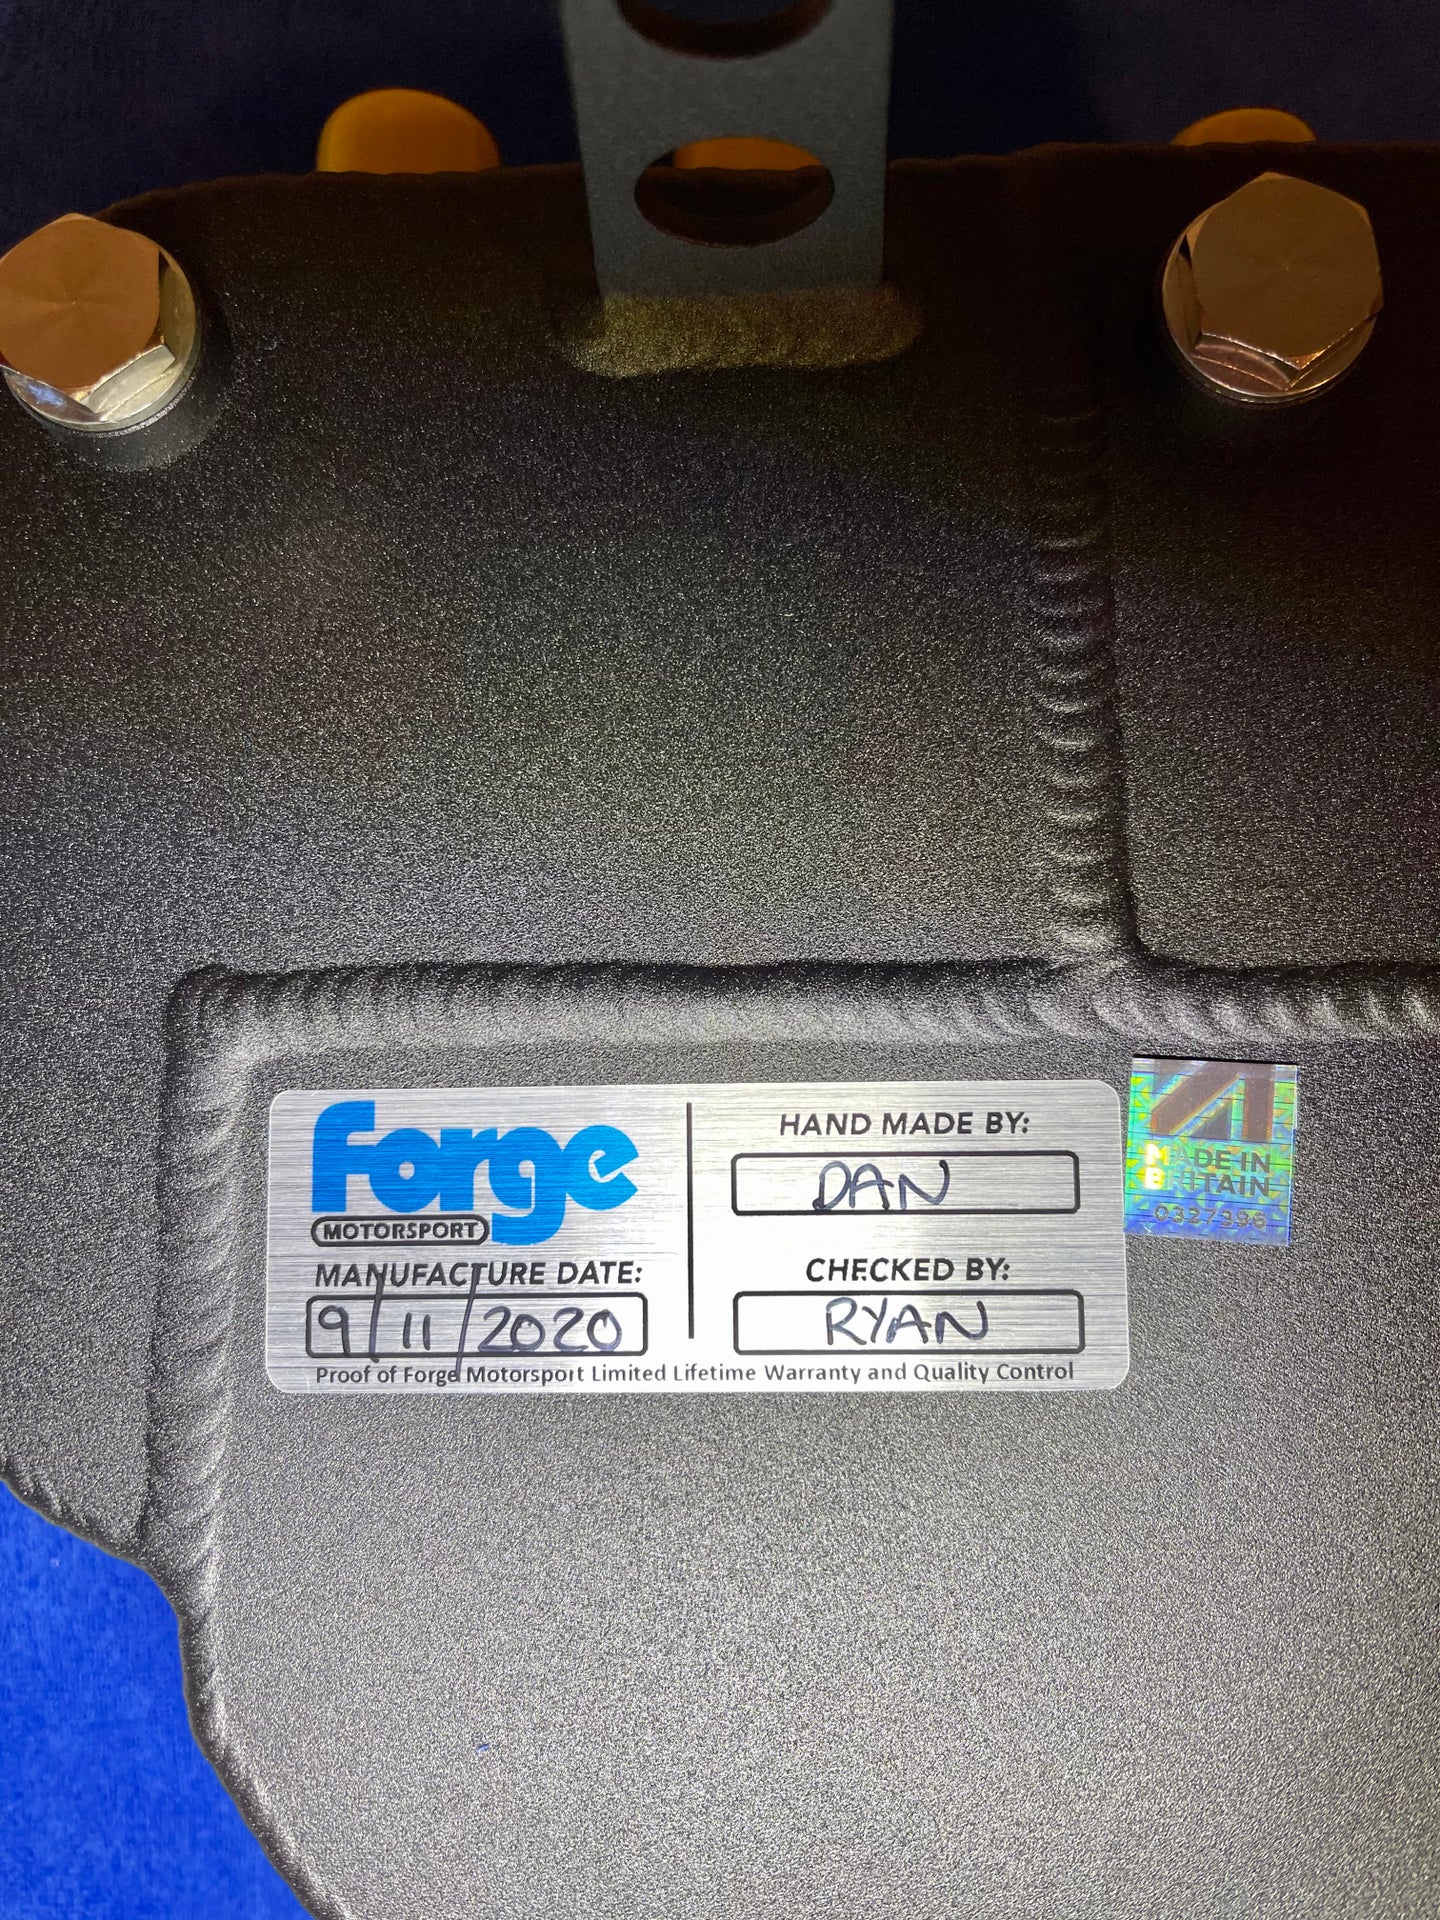 forge
MOTORSPORT
MANUFACTURE DATE:
9/11/2020
HAND MADE BY:
DAN
CHECKED BY:
RYAN
Proof of Forge Motorsport Limited Lifetime Warranty and Quality Control
MADE IN
BRITAIN
0327396